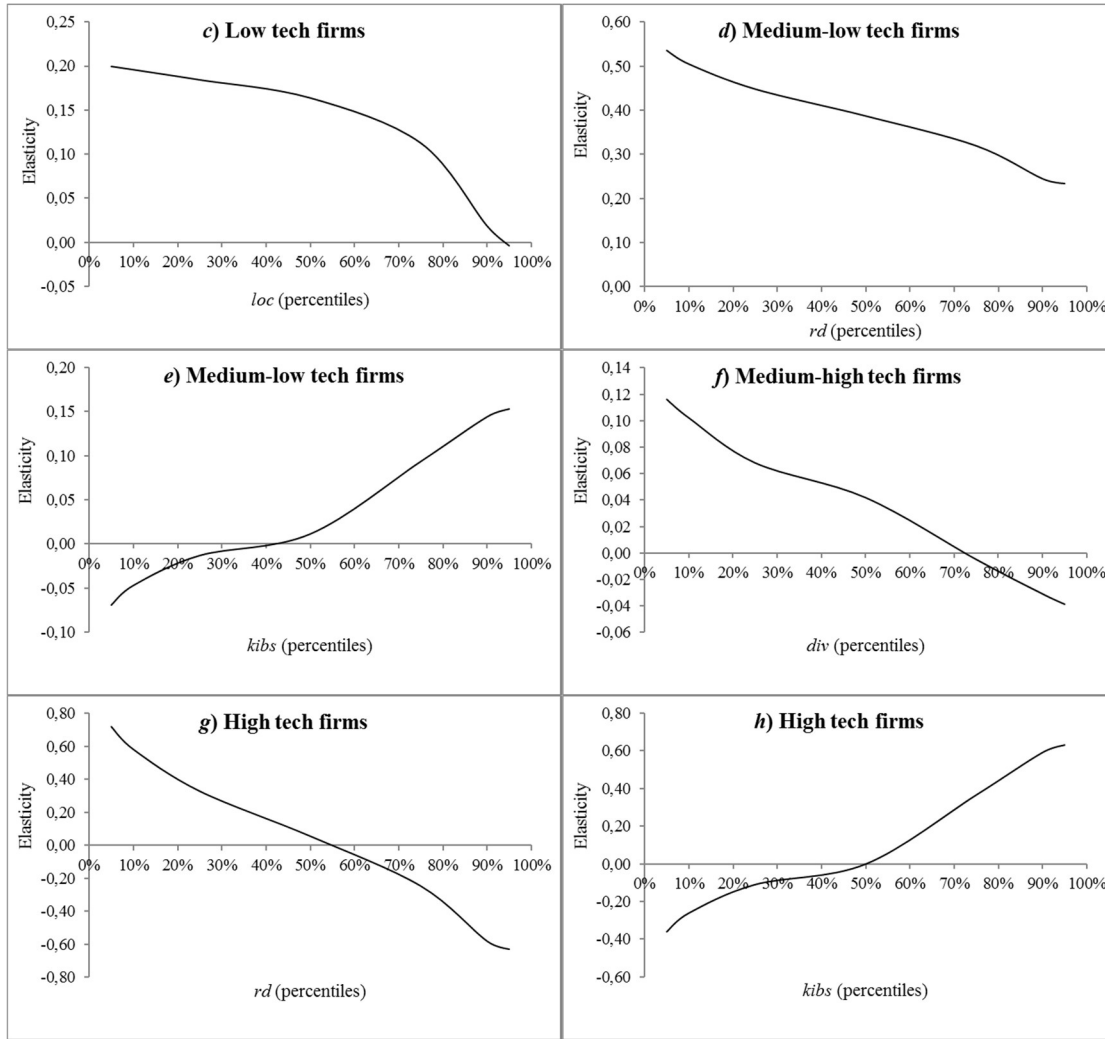 c) Low tech firms
Elasticity
0,25
0,20
0,15
0,10
0,05
0,00
-0,05
0% 10% 20% 30% 40% 50% 60% 70% 80% 90% 100%
loc (percentiles)
d) Medium-low tech firms
Elasticity
0,60
0,50
0,40
0,30
0,20
0,10
0,00
0% 10% 20% 30% 40% 50% 60% 70% 80% 90% 100%
rd (percentiles)
e) Medium-low tech firms
Elasticity
0,20
0,15
0,10
0,05
0,00
-0,05
-0,10
0% 10% 20% 30% 40% 50% 60% 70% 80% 90% 100%
kibs (percentiles)
f) Medium-high tech firms
Elasticity
0,14
0,12
0,10
0,08
0,06
0,04
0,02
0,00
-0,02
-0,04
-0,06
0% 10% 20% 30% 40% 50% 60% 70% 80% 90% 100%
div (percentiles)
g) High tech firms
Elasticity
0,80
0,60
0,40
0,20
0,00
-0,20
-0,40
-0,60
-0,80
0% 10% 20% 30% 40% 50% 60% 70% 80% 90% 100%
rd (percentiles)
h) High tech firms
Elasticity
0,80
0,60
0,40
0,20
0,00
-0,20
-0,40
-0,60
0% 10% 20% 30% 40% 50% 60% 70% 80% 90% 100%
kibs (percentiles)